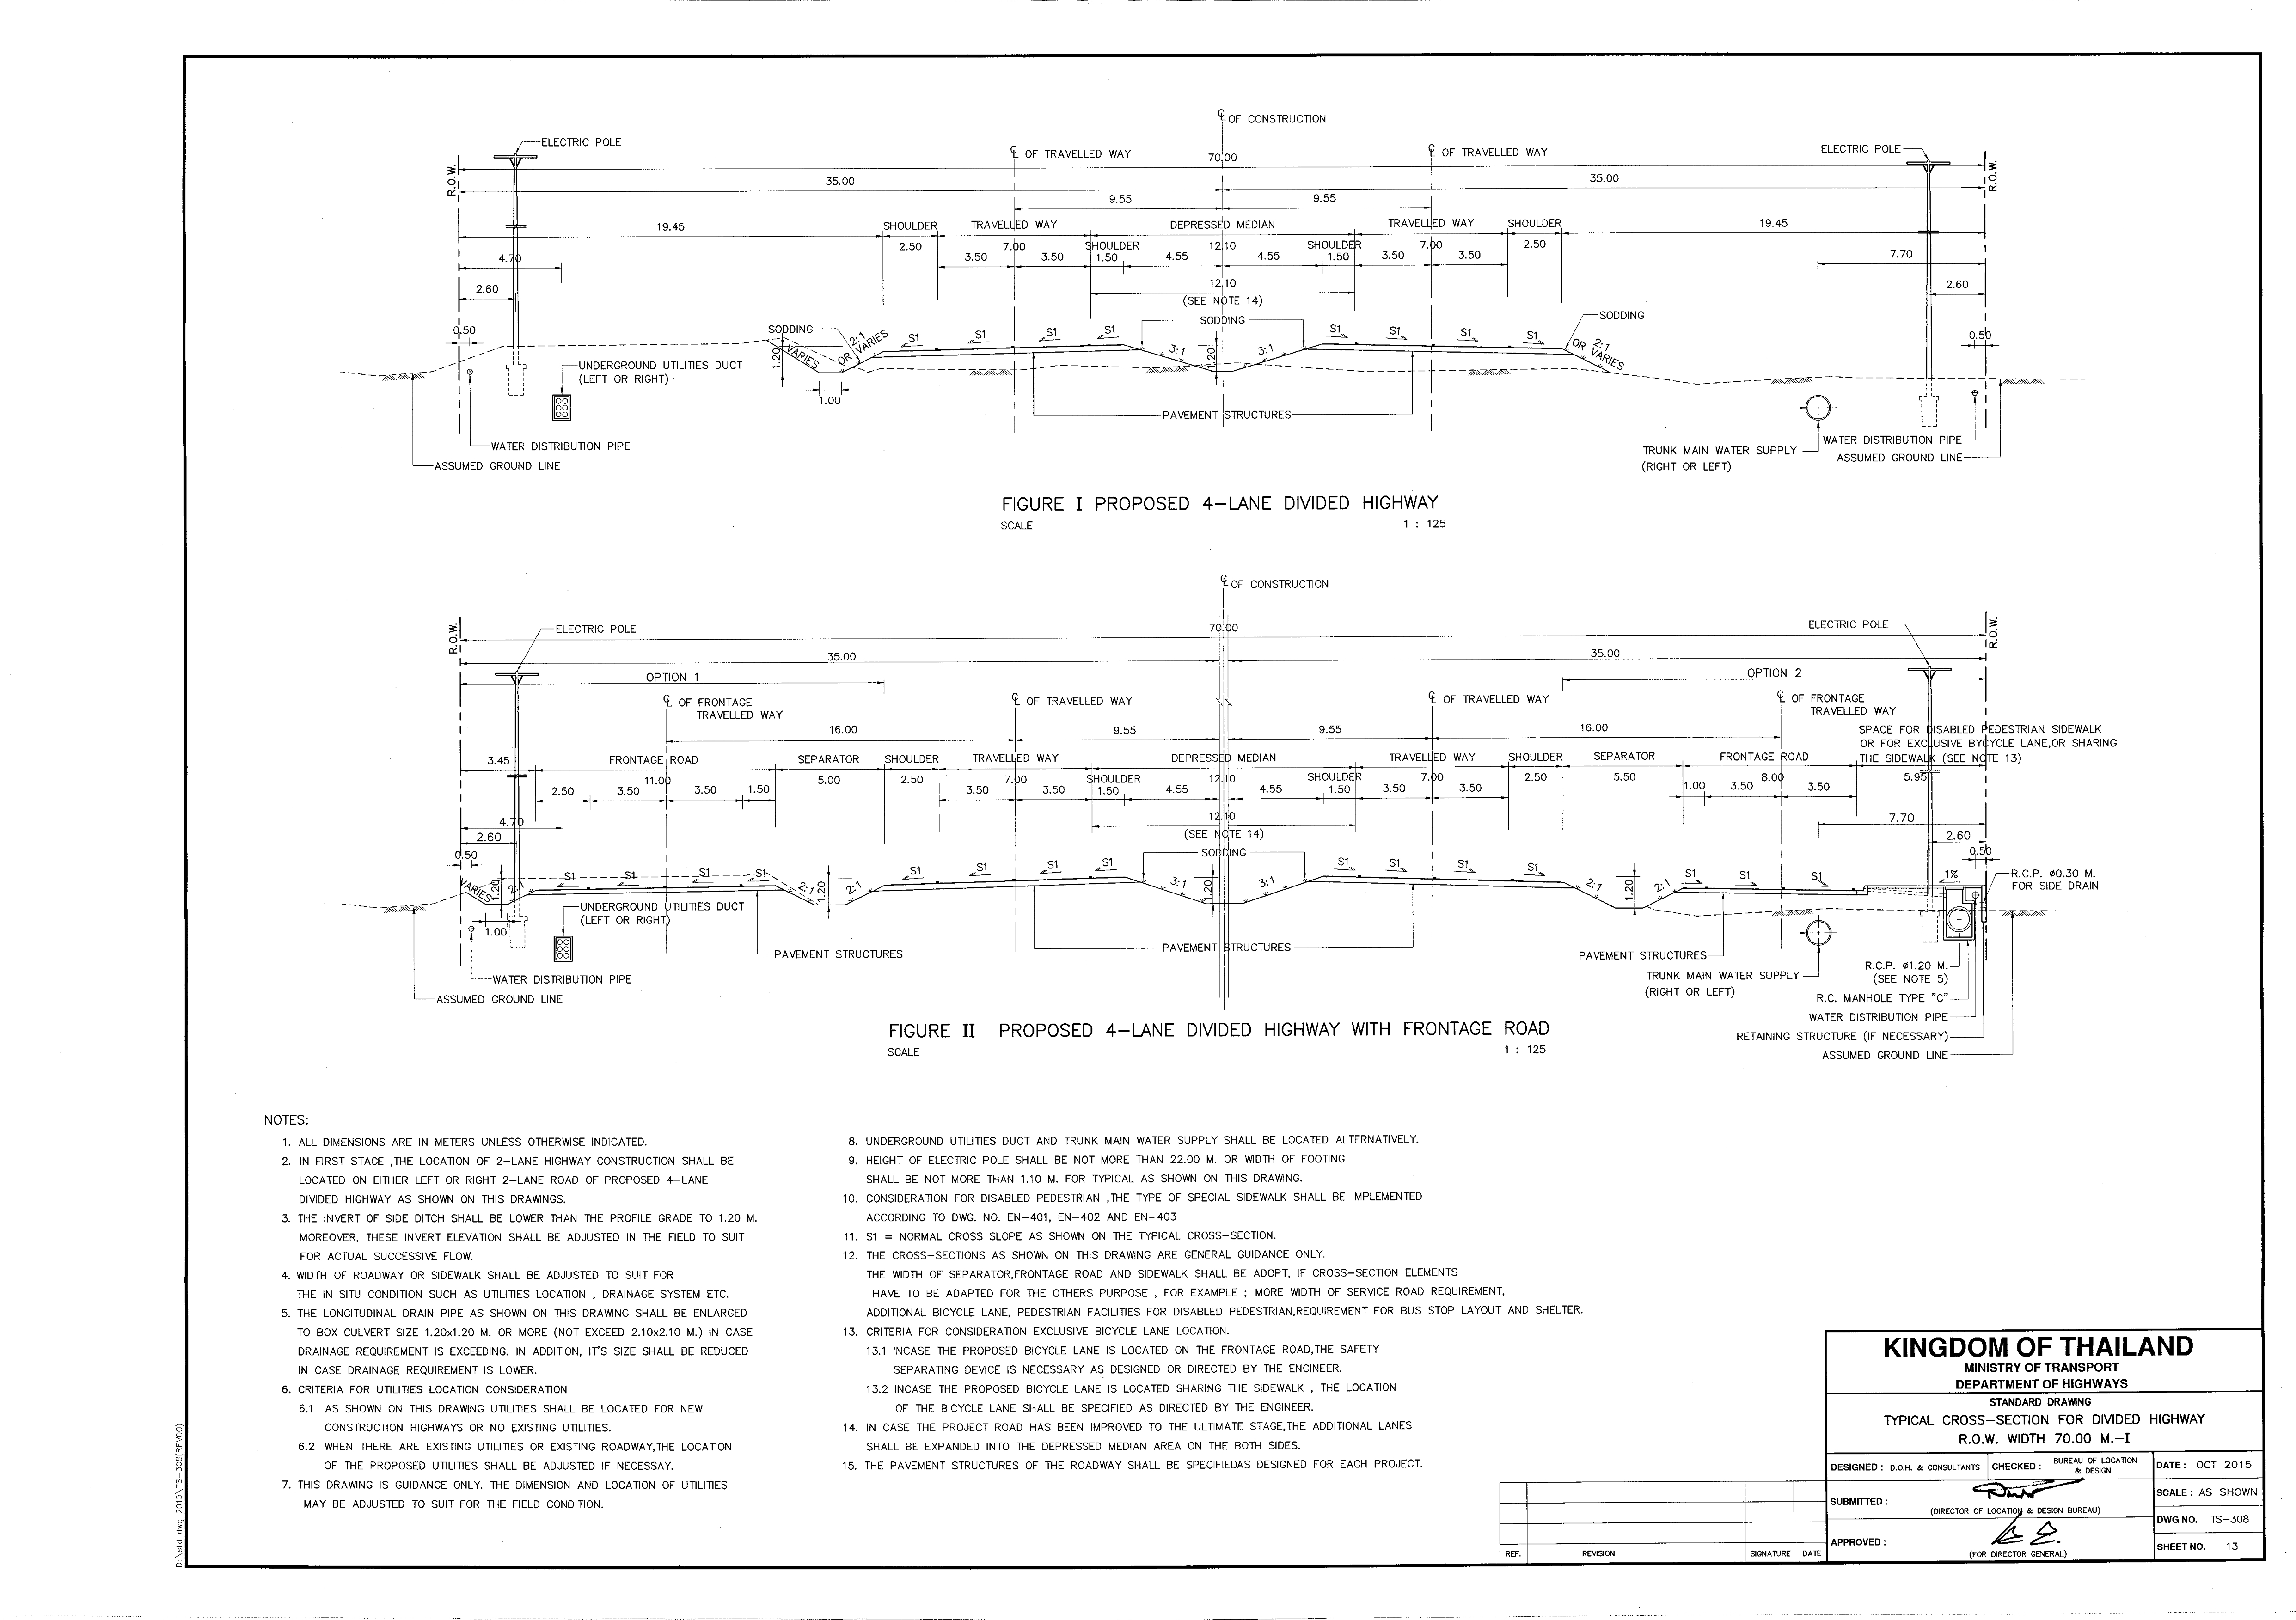 ℄ OF CONSTRUCTION
ELECTRIC POLE
℄ OF TRAVELLED WAY
70.00
℄ OF TRAVELLED WAY
ELECTRIC POLE
R.O.W.
35.00
35.00
R.O.W.
9.55
9.55
19.45
SHOULDER
TRAVELLED WAY
DEPRESSED MEDIAN
TRAVELLED WAY
SHOULDER
19.45
2.50
7.00
SHOULDER
12.10
SHOULDER
7.00
2.50
4.70
3.50
3.50
1.50
4.55
4.55
1.50
3.50
3.50
7.70
2.60
12.10
2.60
(SEE NOTE 14)
0.50
SODDING
2:1
OR VARIES
VARIES
1.20
S1
S1
S1
S1
SODDING
3:1
1.20
3:1
S1
S1
S1
S1
SODDING
2:1
OR VARIES
0.50
UNDERGROUND UTILITIES DUCT
(LEFT OR RIGHT)
1.00
PAVEMENT STRUCTURES
WATER DISTRIBUTION PIPE
ASSUMED GROUND LINE
TRUNK MAIN WATER SUPPLY
(RIGHT OR LEFT)
WATER DISTRIBUTION PIPE
ASSUMED GROUND LINE
FIGURE I PROPOSED 4-LANE DIVIDED HIGHWAY
SCALE 1 : 125
℄ OF CONSTRUCTION
R.O.W.
ELECTRIC POLE
70.00
ELECTRIC POLE
R.O.W.
35.00
35.00
OPTION 1
OPTION 2
℄ OF FRONTAGE
TRAVELLED WAY
℄ OF TRAVELLED WAY
℄ OF TRAVELLED WAY
℄ OF FRONTAGE
TRAVELLED WAY
16.00
9.55
9.55
16.00
SPACE FOR DISABLED PEDESTRIAN SIDEWALK
OR FOR EXCLUSIVE BYCYCLE LANE,OR SHARING
THE SIDEWALK (SEE NOTE 13)
3.45
FRONTAGE ROAD
SEPARATOR
SHOULDER
TRAVELLED WAY
DEPRESSED MEDIAN
TRAVELLED WAY
SHOULDER
SEPARATOR
FRONTAGE ROAD
11.00
5.00
2.50
7.00
SHOULDER
12.10
SHOULDER
7.00
2.50
5.50
8.00
5.95
2.50
3.50
3.50
1.50
3.50
3.50
1.50
4.55
4.55
1.50
3.50
3.50
1.00
3.50
3.50
4.70
12.10
7.70
2.60
(SEE NOTE 14)
2.60
0.50
SODDING
0.50
VARIES
1.20
2:1
S1
S1
S1
S1
2:1
1.20
2:1
S1
S1
S1
S1
3:1
1.20
3:1
S1
S1
S1
S1
2:1
1.20
2:1
S1
S1
S1
1%
R.C.P. Ø0.30 M.
FOR SIDE DRAIN
UNDERGROUND UTILITIES DUCT
(LEFT OR RIGHT)
1.00
PAVEMENT STRUCTURES
PAVEMENT STRUCTURES
PAVEMENT STRUCTURES
WATER DISTRIBUTION PIPE
ASSUMED GROUND LINE
TRUNK MAIN WATER SUPPLY
(RIGHT OR LEFT)
R.C.P. Ø1.20 M.
(SEE NOTE 5)
R.C. MANHOLE TYPE "C"
WATER DISTRIBUTION PIPE
RETAINING STRUCTURE (IF NECESSARY)
ASSUMED GROUND LINE
FIGURE II PROPOSED 4-LANE DIVIDED HIGHWAY WITH FRONTAGE ROAD
SCALE 1 : 125
NOTES:
1. ALL DIMENSIONS ARE IN METERS UNLESS OTHERWISE INDICATED.
2. IN FIRST STAGE ,THE LOCATION OF 2-LANE HIGHWAY CONSTRUCTION SHALL BE
LOCATED ON EITHER LEFT OR RIGHT 2-LANE ROAD OF PROPOSED 4-LANE
DIVIDED HIGHWAY AS SHOWN ON THIS DRAWINGS.
3. THE INVERT OF SIDE DITCH SHALL BE LOWER THAN THE PROFILE GRADE TO 1.20 M.
MOREOVER, THESE INVERT ELEVATION SHALL BE ADJUSTED IN THE FIELD TO SUIT
FOR ACTUAL SUCCESSIVE FLOW.
4. WIDTH OF ROADWAY OR SIDEWALK SHALL BE ADJUSTED TO SUIT FOR
THE IN SITU CONDITION SUCH AS UTILITIES LOCATION , DRAINAGE SYSTEM ETC.
5. THE LONGITUDINAL DRAIN PIPE AS SHOWN ON THIS DRAWING SHALL BE ENLARGED
TO BOX CULVERT SIZE 1.20x1.20 M. OR MORE (NOT EXCEED 2.10x2.10 M.) IN CASE
DRAINAGE REQUIREMENT IS EXCEEDING. IN ADDITION, IT'S SIZE SHALL BE REDUCED
IN CASE DRAINAGE REQUIREMENT IS LOWER.
6. CRITERIA FOR UTILITIES LOCATION CONSIDERATION
6.1 AS SHOWN ON THIS DRAWING UTILITIES SHALL BE LOCATED FOR NEW
CONSTRUCTION HIGHWAYS OR NO EXISTING UTILITIES.
6.2 WHEN THERE ARE EXISTING UTILITIES OR EXISTING ROADWAY,THE LOCATION
OF THE PROPOSED UTILITIES SHALL BE ADJUSTED IF NECESSAY.
7. THIS DRAWING IS GUIDANCE ONLY. THE DIMENSION AND LOCATION OF UTILITIES
MAY BE ADJUSTED TO SUIT FOR THE FIELD CONDITION.
8. UNDERGROUND UTILITIES DUCT AND TRUNK MAIN WATER SUPPLY SHALL BE LOCATED ALTERNATIVELY.
9. HEIGHT OF ELECTRIC POLE SHALL BE NOT MORE THAN 22.00 M. OR WIDTH OF FOOTING
SHALL BE NOT MORE THAN 1.10 M. FOR TYPICAL AS SHOWN ON THIS DRAWING.
10. CONSIDERATION FOR DISABLED PEDESTRIAN ,THE TYPE OF SPECIAL SIDEWALK SHALL BE IMPLEMENTED
ACCORDING TO DWG. NO. EN-401, EN-402 AND EN-403
11. S1 = NORMAL CROSS SLOPE AS SHOWN ON THE TYPICAL CROSS-SECTION.
12. THE CROSS-SECTIONS AS SHOWN ON THIS DRAWING ARE GENERAL GUIDANCE ONLY.
THE WIDTH OF SEPARATOR,FRONTAGE ROAD AND SIDEWALK SHALL BE ADOPT, IF CROSS-SECTION ELEMENTS
HAVE TO BE ADAPTED FOR THE OTHERS PURPOSE , FOR EXAMPLE ; MORE WIDTH OF SERVICE ROAD REQUIREMENT,
ADDITIONAL BICYCLE LANE, PEDESTRIAN FACILITIES FOR DISABLED PEDESTRIAN,REQUIREMENT FOR BUS STOP LAYOUT AND SHELTER.
13. CRITERIA FOR CONSIDERATION EXCLUSIVE BICYCLE LANE LOCATION.
13.1 INCASE THE PROPOSED BICYCLE LANE IS LOCATED ON THE FRONTAGE ROAD,THE SAFETY
SEPARATING DEVICE IS NECESSARY AS DESIGNED OR DIRECTED BY THE ENGINEER.
13.2 INCASE THE PROPOSED BICYCLE LANE IS LOCATED SHARING THE SIDEWALK , THE LOCATION
OF THE BICYCLE LANE SHALL BE SPECIFIED AS DIRECTED BY THE ENGINEER.
14. IN CASE THE PROJECT ROAD HAS BEEN IMPROVED TO THE ULTIMATE STAGE,THE ADDITIONAL LANES
SHALL BE EXPANDED INTO THE DEPRESSED MEDIAN AREA ON THE BOTH SIDES.
15. THE PAVEMENT STRUCTURES OF THE ROADWAY SHALL BE SPECIFIEDAS DESIGNED FOR EACH PROJECT.
D:\std dwg 2015\TS-308(REV00)
REF.
REVISION
SIGNATURE
DATE
KINGDOM OF THAILAND
MINISTRY OF TRANSPORT
DEPARTMENT OF HIGHWAYS
STANDARD DRAWING
TYPICAL CROSS-SECTION FOR DIVIDED HIGHWAY
R.O.W. WIDTH 70.00 M.-I
DESIGNED : D.O.H. & CONSULTANTS
CHECKED : BUREAU OF LOCATION
& DESIGN
DATE : OCT 2015
SUBMITTED :
(DIRECTOR OF LOCATION & DESIGN BUREAU)
SCALE : AS SHOWN
DWG NO. TS-308
APPROVED :
(FOR DIRECTOR GENERAL)
SHEET NO. 13